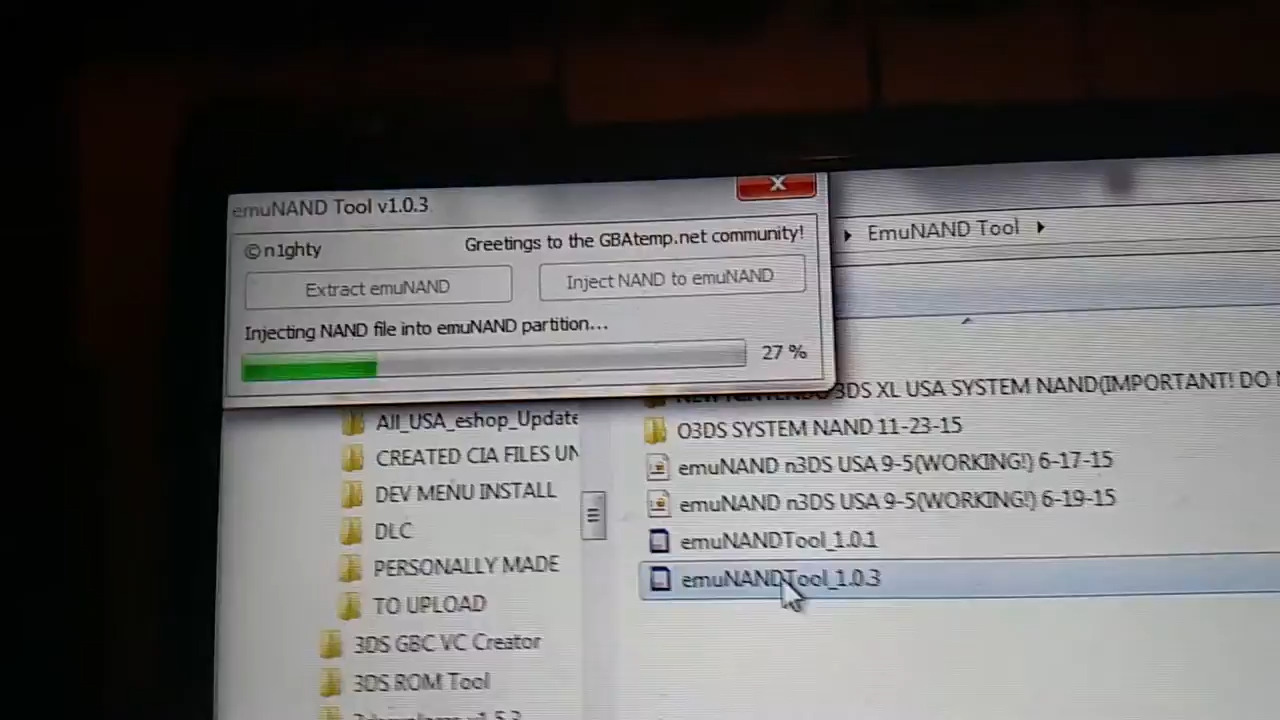 emuNAND Tool v1.0.3
© n1ghty
Greetings to the GBAtemp.net community!
Extract emuNAND
Inject NAND to emuNAND
Injecting NAND file into emuNAND partition...
27 %
EmuNAND Tool
All_USA_eshop_Update
CREATED CIA FILES UN
DEV MENU INSTALL
DLC
PERSONALLY MADE
TO UPLOAD
3DS GBC VC Creator
3DS ROM Tool
3DS XL USA SYSTEM NAND(IMPORTANT! DO
O3DS SYSTEM NAND 11-23-15
emuNAND n3DS USA 9-5(WORKING!) 6-17-15
emuNAND n3DS USA 9-5(WORKING!) 6-19-15
emuNANDTool_1.0.1
emuNANDTool_1.0.3